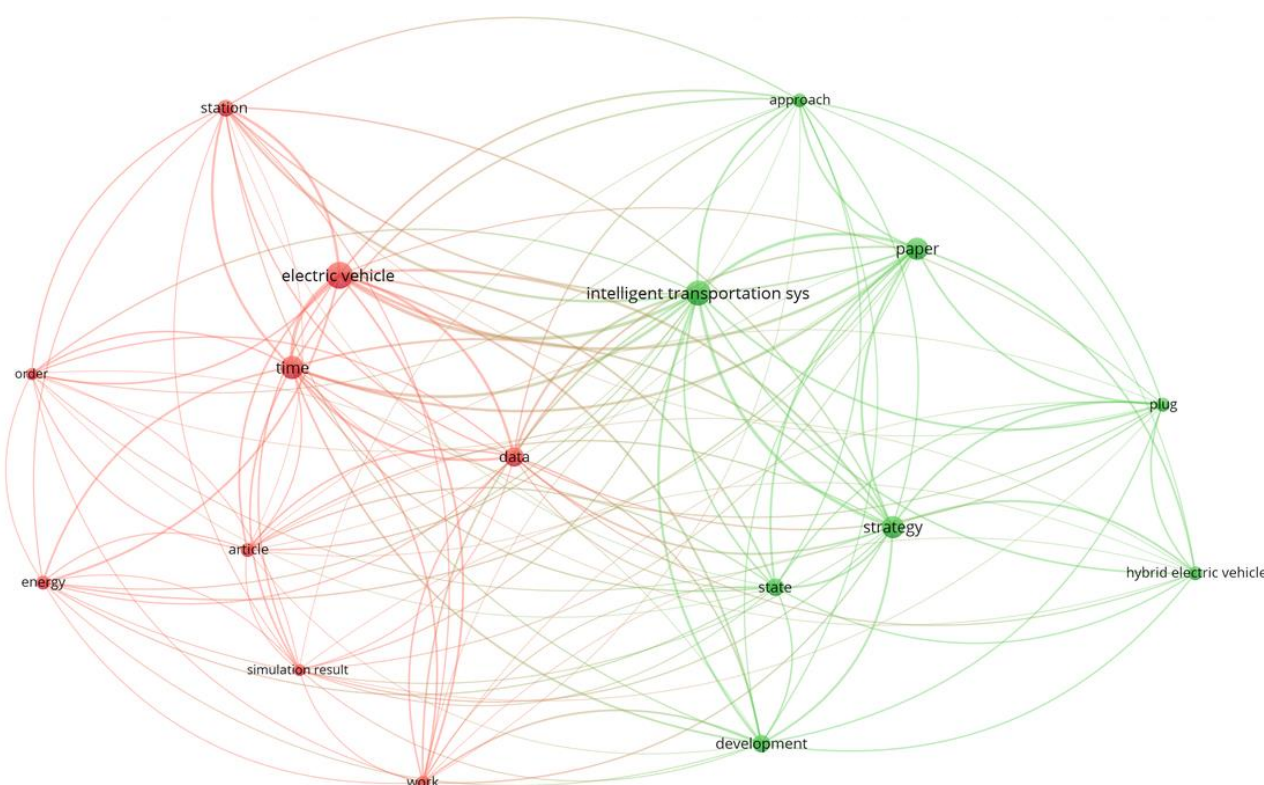 station
approach
paper
electric vehicle
intelligent transportation sys
time
order
plug
data
strategy
article
hybrid electric vehicle
energy
state
simulation result
development
work